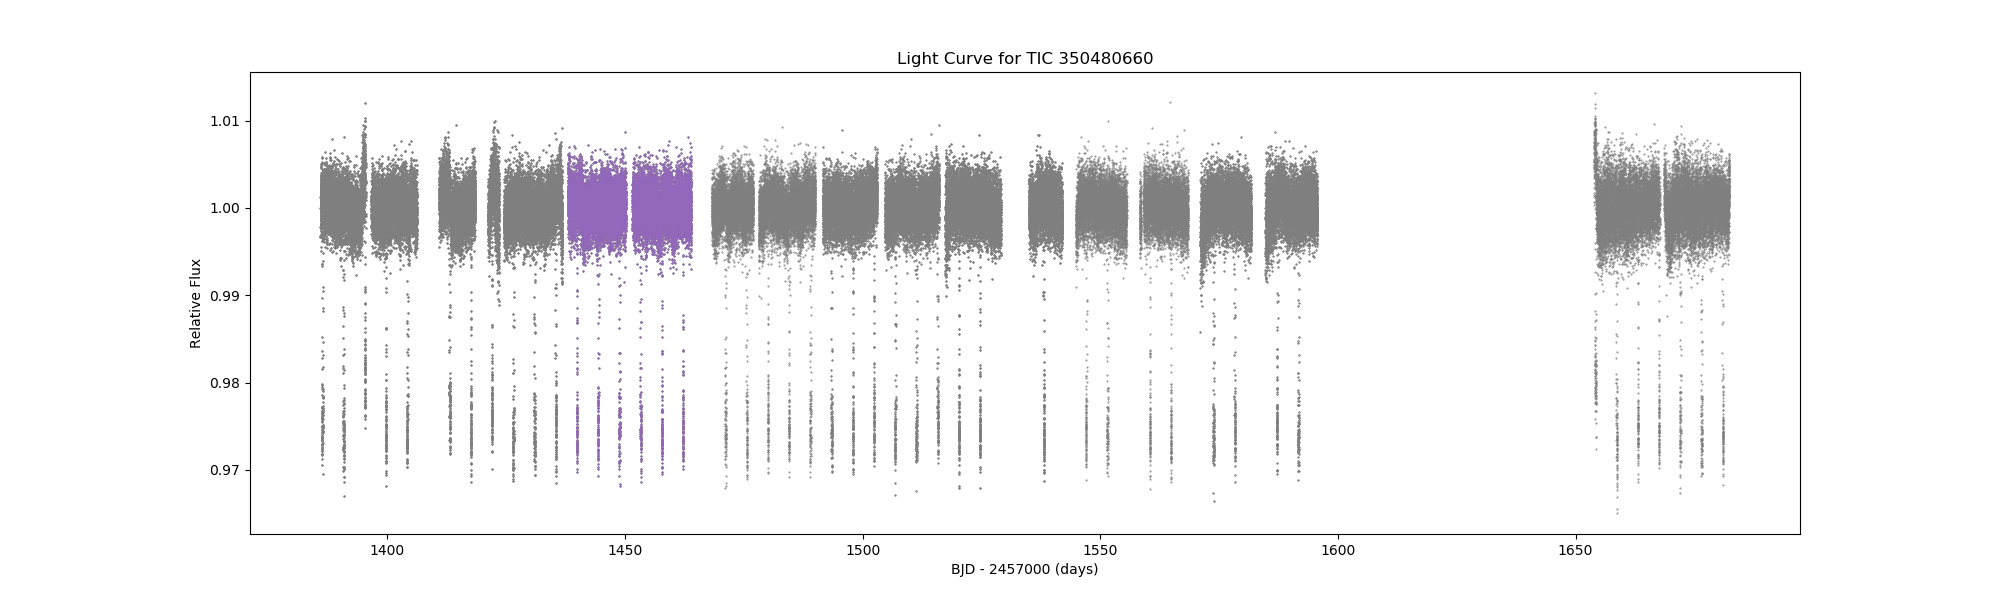 Light Curve for TIC 350480660
Relative Flux
1.01
1.00
0.99
0.98
0.97
1400 1450 1500 1550 1600 1650
BJD - 2457000 (days)